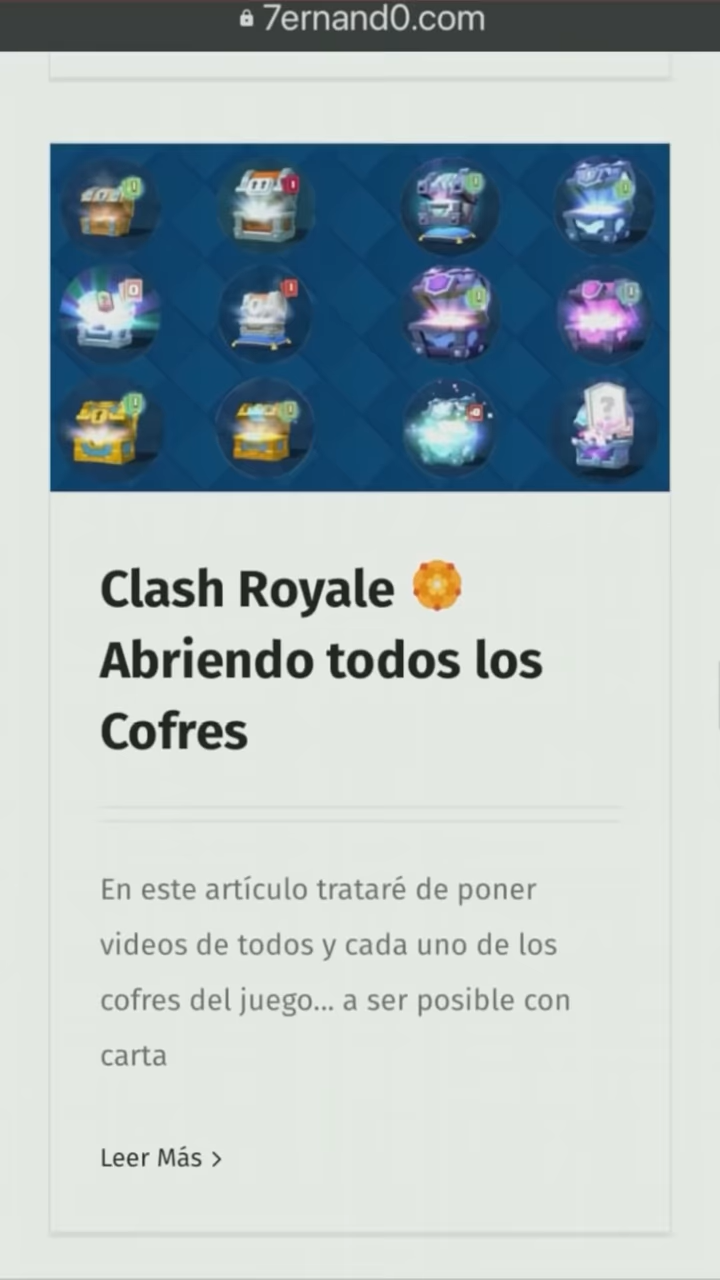 7ernand0.com
Clash Royale
Abriendo todos los
Cofres
En este artículo trataré de poner
videos de todos y cada uno de los
cofres del juego... a ser posible con
carta
Leer Más >